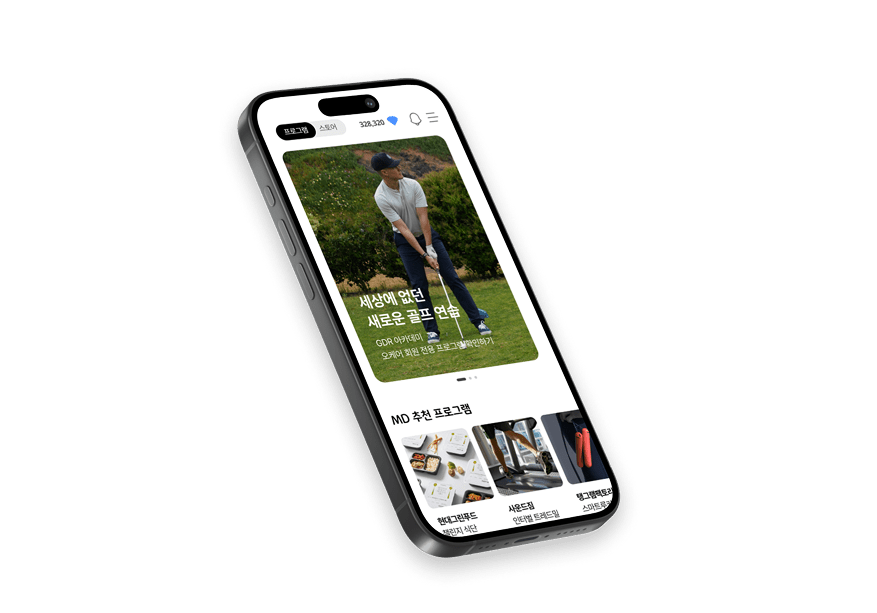 프로그램 스토어 328,320
세상에 없던
새로운 골프 연습
GDR 아카데미
오케어 회원 전용 프로그램 확인하기
MD 추천 프로그램
현대그린푸드 사운드짐 탱그램팩토리
챌린지 식단 인터벌 트레드밀 스마트로